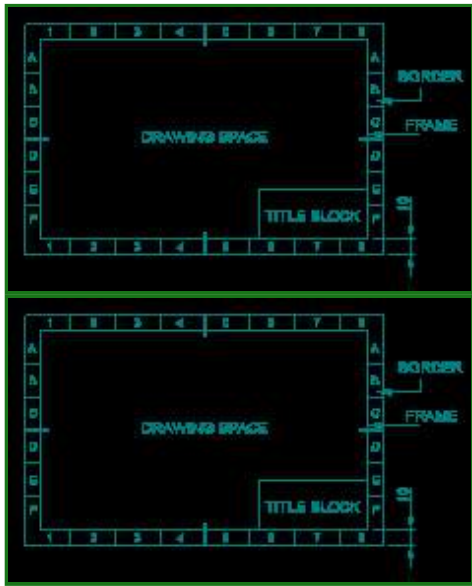 1 2 3 4 5 6 7 8
A A
B B
BORDER
C C
FRAME
D D
DRAWING SPACE
E E
F F
TITLE BLOCK
10
1 2 3 4 5 6 7 8
1 2 3 4 5 6 7 8
A A
B B
BORDER
C C
FRAME
D D
DRAWING SPACE
E E
F F
TITLE BLOCK
10
1 2 3 4 5 6 7 8